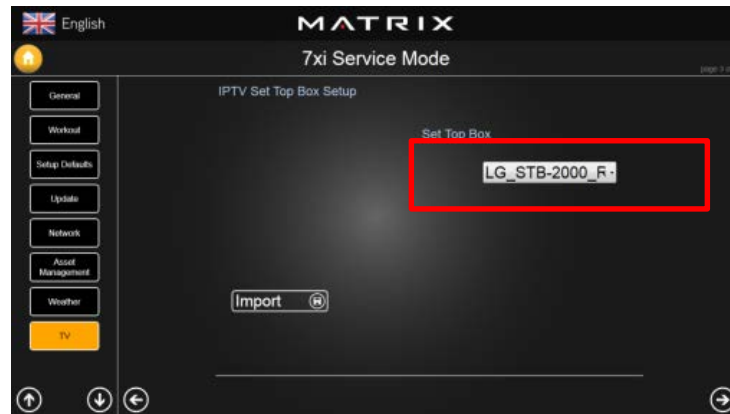 English
MATRIX
7xi Service Mode
General
IPTV Set Top Box Setup
Workout
Set Top Box
Setup Defaults
LG_STB-2000_R
Update
Network
Asset
Management
Weather
Import
TV